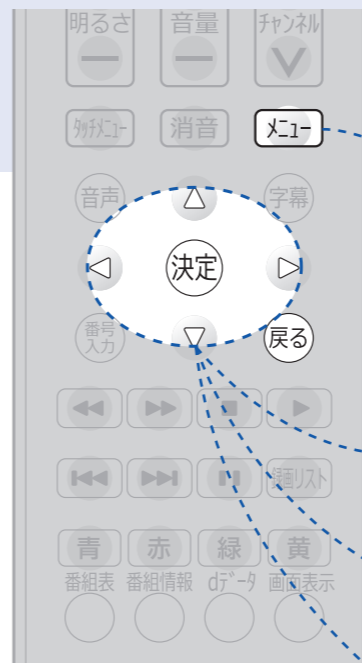 明るさ 音量 チャンネル
タッチメニュー 消音 メニュー
音声 字幕
決定
番号
入力
戻る
録画リスト
青 赤 緑 黄
番組表 番組情報 dデータ 画面表示